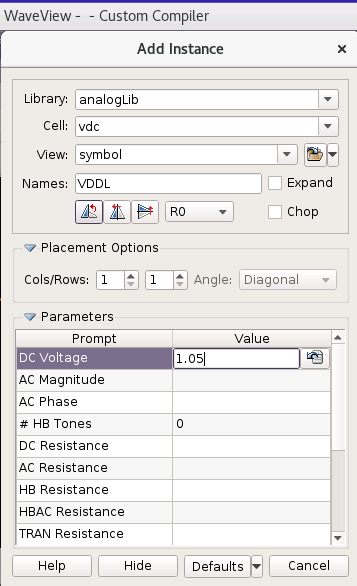 WaveView -  - Custom Compiler
Add Instance ×
Library: analogLib
Cell: vdc
View: symbol
Names: VDDL Expand
R0 Chop
Placement Options
Cols/Rows: 1 1 Angle: Diagonal
Parameters
Prompt Value
DC Voltage 1.05
AC Magnitude
AC Phase
# HB Tones 0
DC Resistance
AC Resistance
HB Resistance
HBAC Resistance
TRAN Resistance
Help Hide Defaults Cancel